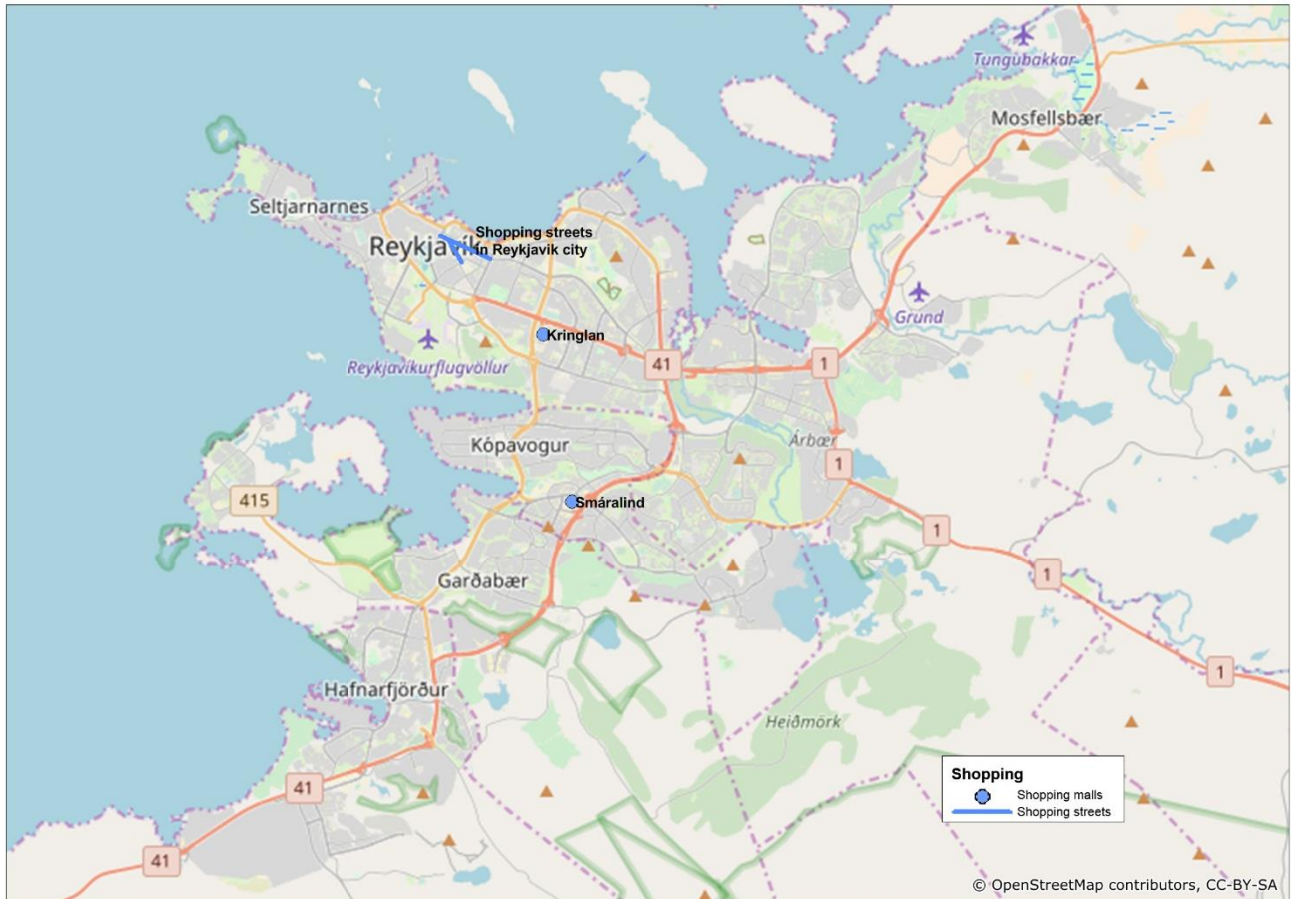 Tungubakkar
Mosfellsbær
Seltjarnarnes
Shopping streets
in Reykjavik city
Reykjavík
Grund
Kringlan
Reykjavíkurflugvöllur
41
1
Kópavogur
Árbær
1
415
Smáralind
1
Garðabær
1
1
Hafnarfjörður
Heiðmörk
41
Shopping
Shopping malls
Shopping streets
41
© OpenStreetMap contributors, CC-BY-SA